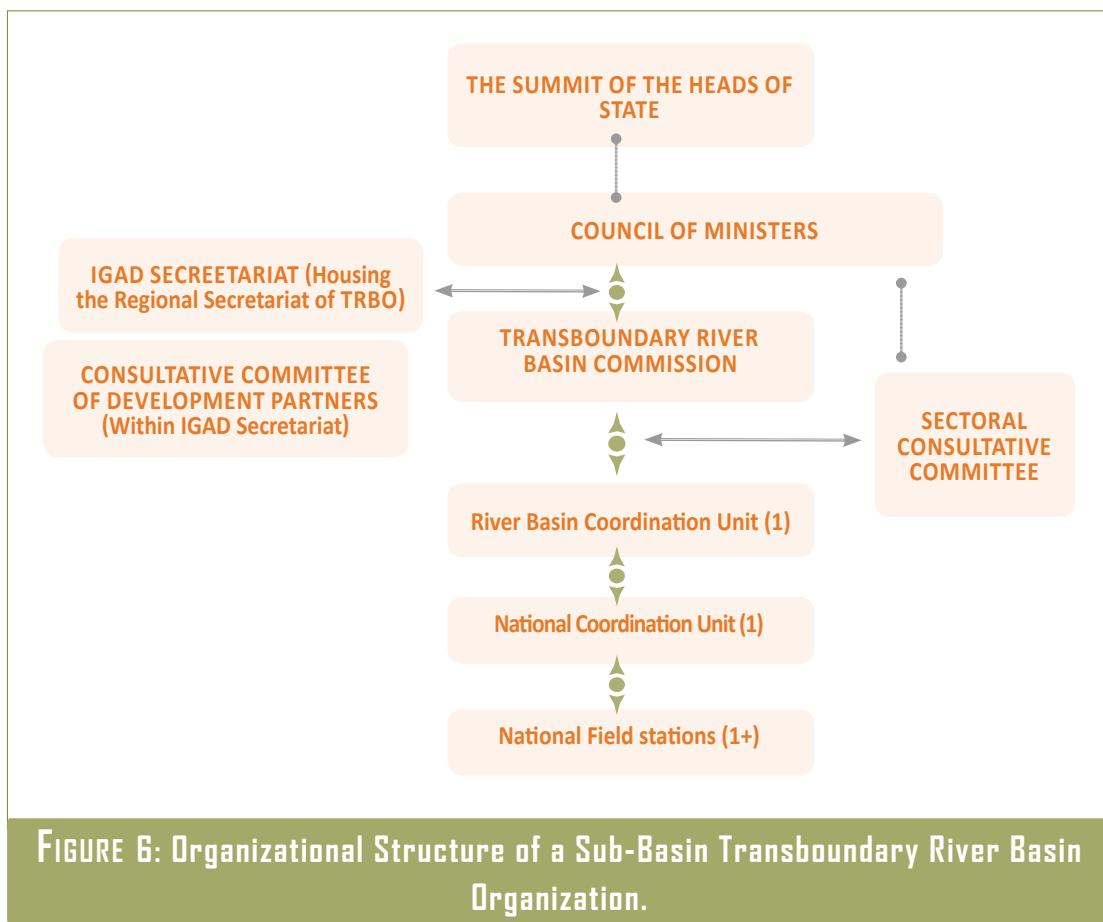 THE SUMMIT OF THE HEADS OF
STATE
COUNCIL OF MINISTERS
IGAD SECREETARIAT (Housing
the Regional Secretariat of TRBO)
TRANSBOUNDARY RIVER
BASIN COMMISSION
CONSULTATIVE COMMITTEE
OF DEVELOPMENT PARTNERS
(Within IGAD Secretariat)
SECTORAL
CONSULTATIVE
COMMITTEE
River Basin Coordination Unit (1)
National Coordination Unit (1)
National Field stations (1+)
FIGURE 6: Organizational Structure of a Sub-Basin Transboundary River Basin
Organization.